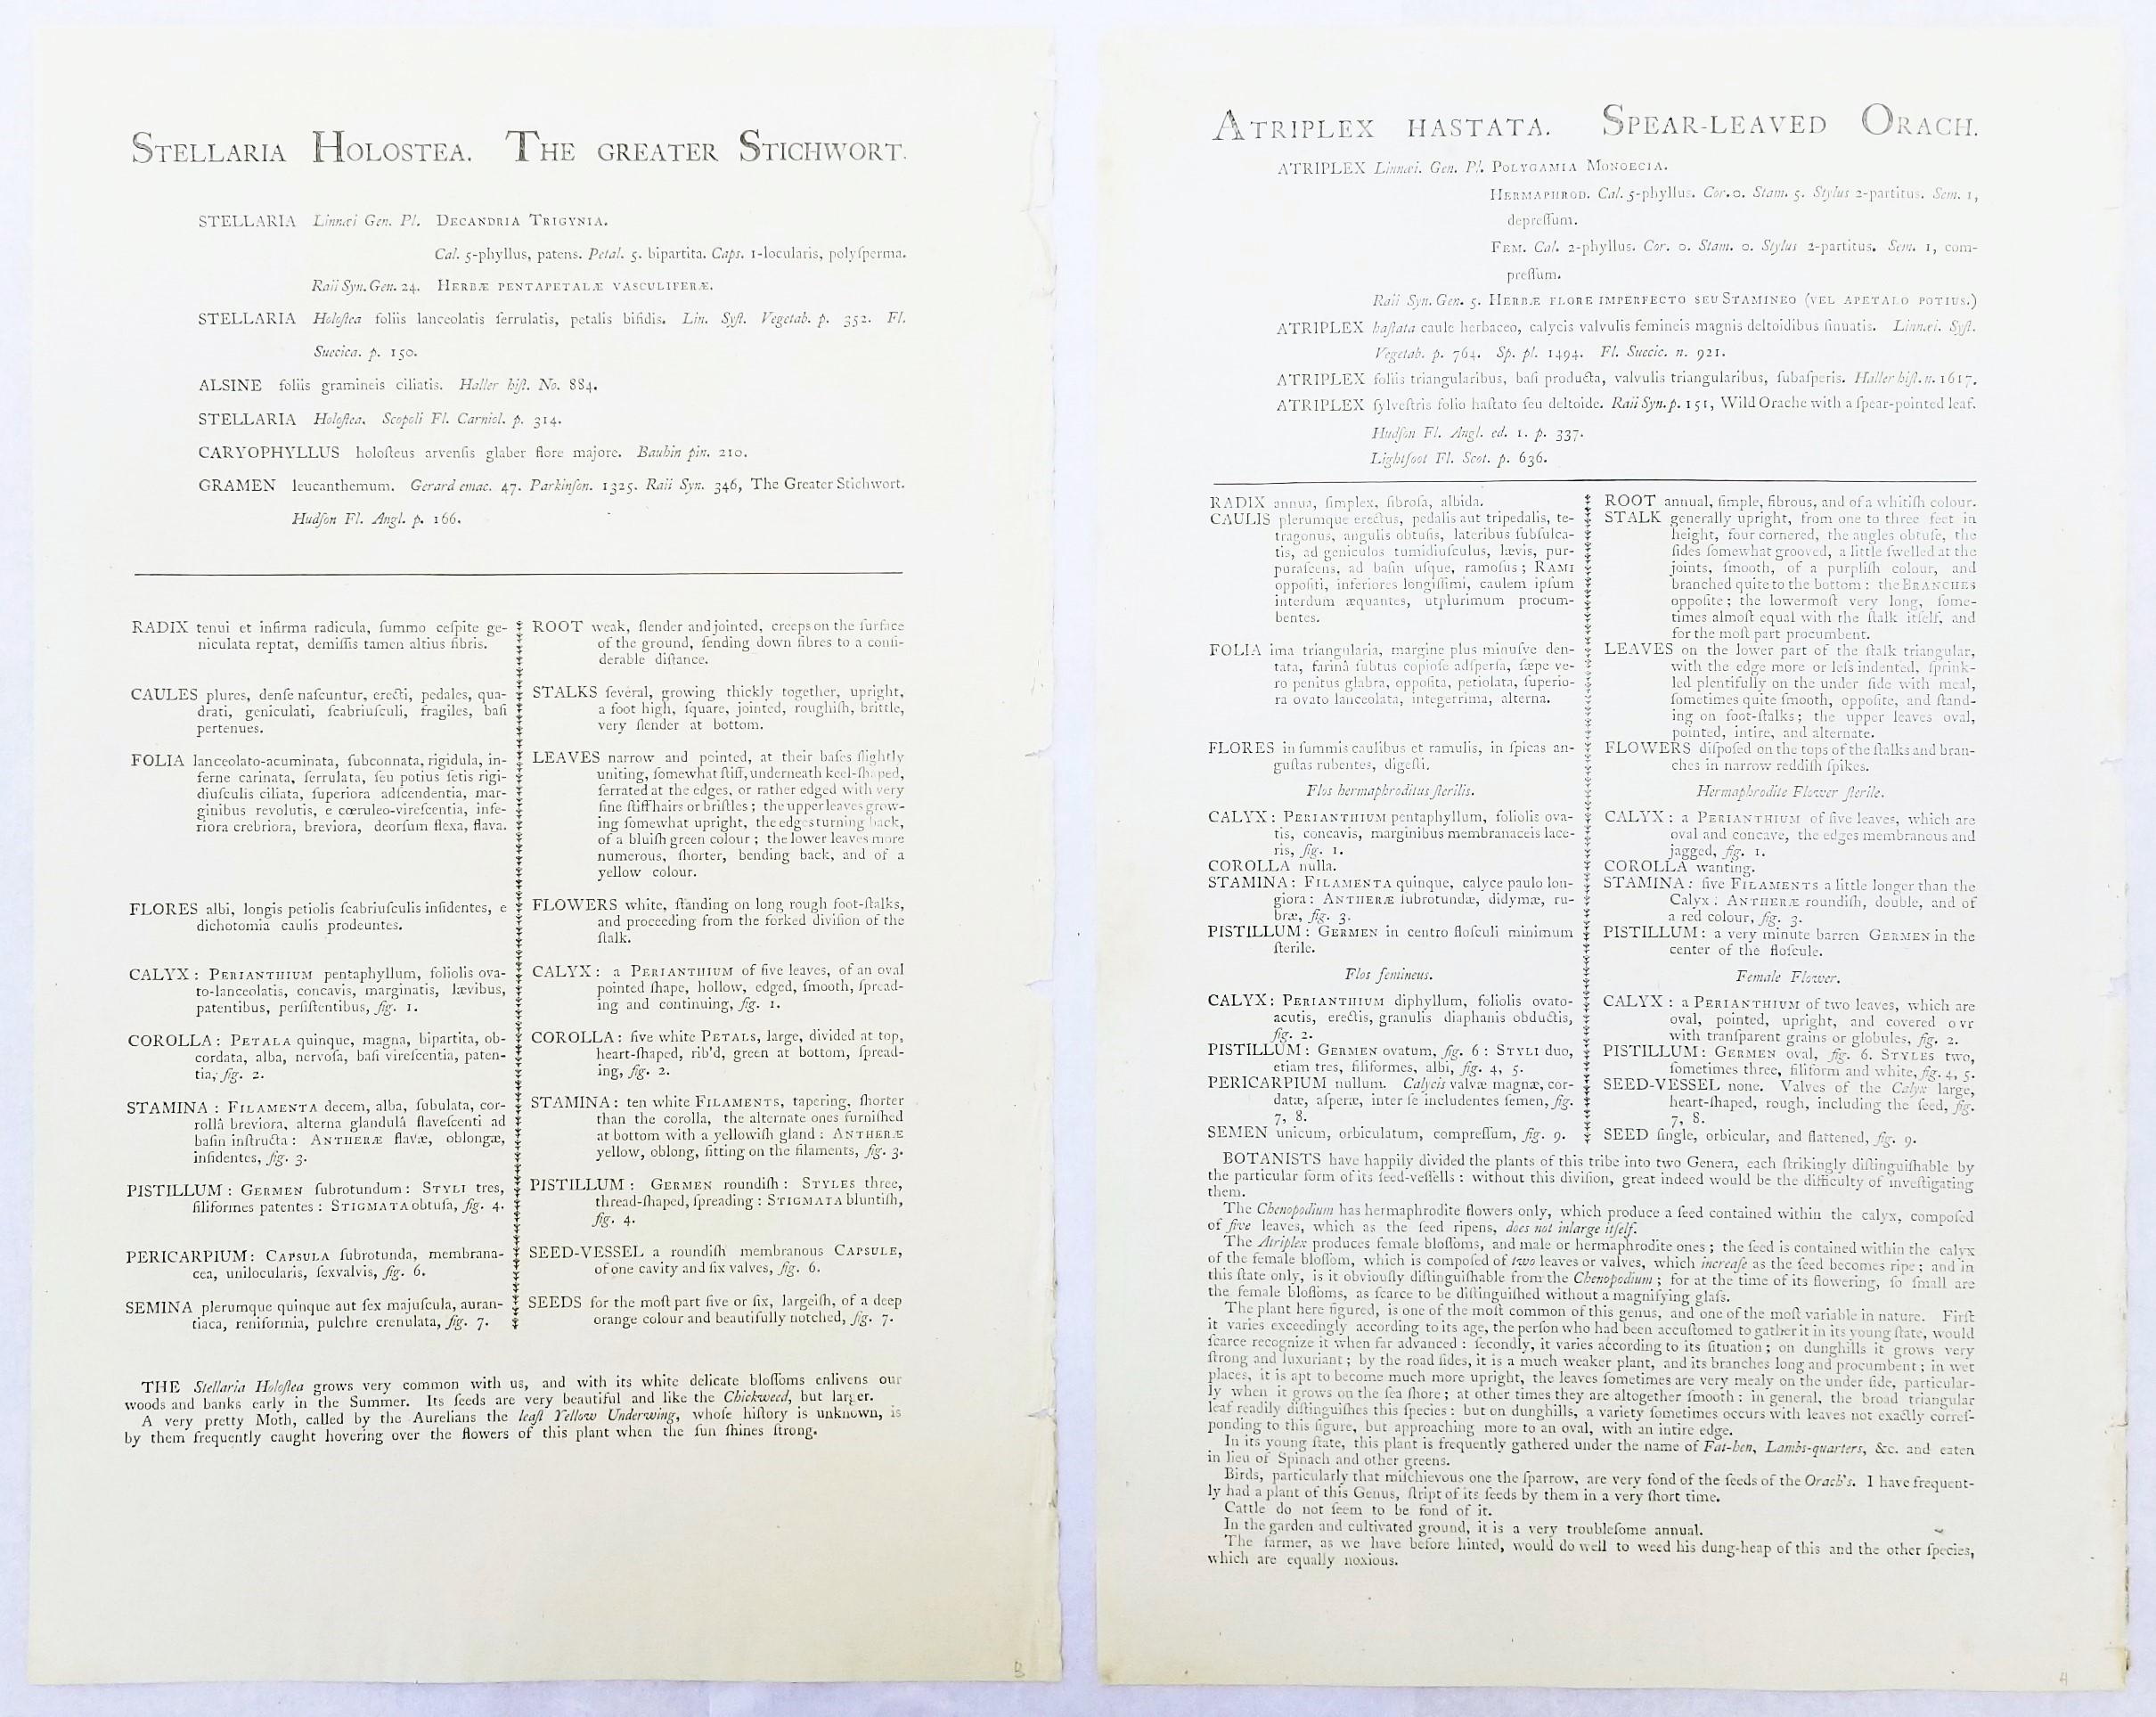 STELLARIA HOLOSTEA. THE GREATER STICHWORT.
STELLARIA Linnæi Gen. Pl. DECANDRIA TRIGYNIA.
Cal. 5-phyllus, patens. Petal. 5. bipartita. Caps. 1-locularis, polyſperma.
Raii Syn. Gen. 24. HERBÆ PENTAPETALÆ VASCULIFERÆ.
STELLARIA Holoſtea foliis lanceolatis ſerrulatis, petalis bifidis. Lin. Syſt. Vegetab. p. 352. Fl.
Suecica. p. 150.
ALSINE foliis gramineis ciliatis. Haller hiſt. No. 884.
STELLARIA Holoſtea. Scopoli Fl. Carniol. p. 314.
CARYOPHYLLUS holoſteus arvenſis glaber flore majore. Bauhin pin. 210.
GRAMEN leucanthemum. Gerard emac. 47. Parkinſon. 1325. Raii Syn. 346, The Greater Stichwort.
Hudſon Fl. Angl. p. 166.
RADIX tenui et infirma radicula, ſummo ceſpite ge-
niculata reptat, demiſſis tamen altius fibris.
CAULES plures, denſe naſcuntur, erecti, pedales, qua-
drati, geniculati, ſcabriuſculi, fragiles, baſi
pertenues.
FOLIA lanceolato-acuminata, ſubconnata, rigidula, in-
ferne carinata, ſerrulata, ſeu potius ſetis rigi-
diuſculis ciliata, ſuperiora adſcendentia, mar-
ginibus revolutis, e cœruleo-vireſcentia, infe-
riora crebriora, breviora, deorſum flexa, flava.
FLORES albi, longis petiolis ſcabriuſculis inſidentes, e
dichotomia caulis prodeuntes.
CALYX: PERIANTHIUM pentaphyllum, foliolis ova-
to-lanceolatis, concavis, marginatis, lævibus,
patentibus, perſiſtentibus, fig. 1.
COROLLA: PETALA quinque, magna, bipartita, ob-
cordata, alba, nervoſa, baſi vireſcentia, paten-
tia, fig. 2.
STAMINA: FILAMENTA decem, alba, ſubulata, cor-
rollâ breviora, alterna glandulâ flaveſcenti ad
baſin inſtructa: ANTHERÆ flavæ, oblongæ,
inſidentes, fig. 3.
PISTILLUM: GERMEN ſubrotundum: STYLI tres,
filiformes patentes: STIGMATA obtuſa, fig. 4.
PERICARPIUM: CAPSULA ſubrotunda, membrana-
cea, unilocularis, ſexvalvis, fig. 6.
SEMINA plerumque quinque aut ſex majuſcula, auran-
tiaca, reniformia, pulchre crenulata, fig. 7.
ROOT weak, ſlender and jointed, creeps on the ſurface
of the ground, ſending down fibres to a conſi-
derable diſtance.
STALKS ſeveral, growing thickly together, upright,
a foot high, ſquare, jointed, roughiſh, brittle,
very ſlender at bottom.
LEAVES narrow and pointed, at their baſes ſlightly
uniting, ſomewhat ſtiff, underneath keel-ſhaped,
ſerrated at the edges, or rather edged with very
fine ſtiff hairs or briſtles; the upper leaves grow-
ing ſomewhat upright, the edges turning back,
of a bluiſh green colour; the lower leaves more
numerous, ſhorter, bending back, and of a
yellow colour.
FLOWERS white, ſtanding on long rough foot-ſtalks,
and proceeding from the forked diviſion of the
ſtalk.
CALYX: a PERIANTHIUM of five leaves, of an oval
pointed ſhape, hollow, edged, ſmooth, ſpread-
ing and continuing, fig. 1.
COROLLA: five white PETALS, large, divided at top,
heart-ſhaped, rib'd, green at bottom, ſpread-
ing, fig. 2.
STAMINA: ten white FILAMENTS, tapering, ſhorter
than the corolla, the alternate ones furniſhed
at bottom with a yellowiſh gland: ANTHERÆ
yellow, oblong, ſitting on the filaments, fig. 3.
PISTILLUM: GERMEN roundiſh: STYLES three,
thread-ſhaped, ſpreading: STIGMATA bluntiſh,
fig. 4.
SEED-VESSEL a roundiſh membranous CAPSULE,
of one cavity and ſix valves, fig. 6.
SEEDS for the moſt part five or ſix, largeiſh, of a deep
orange colour and beautifully notched, fig. 7.
THE Stellaria Holoſtea grows very common with us, and with its white delicate bloſſoms enlivens our
woods and banks early in the Summer. Its ſeeds are very beautiful and like the Chickweed, but larger.
A very pretty Moth, called by the Aurelians the leaſt Yellow Underwing, whoſe hiſtory is unknown, is
by them frequently caught hovering over the flowers of this plant when the ſun ſhines ſtrong.
B
ATRIPLEX HASTATA. SPEAR-LEAVED ORACH.
ATRIPLEX Linnæi. Gen. Pl. POLYGAMIA MONOECIA.
HERMAPHROD. Cal. 5-phyllus. Cor. 0. Stam. 5. Stylus 2-partitus. Sem. 1,
depreſſum.
FEM. Cal. 2-phyllus. Cor. 0. Stam. 0. Stylus 2-partitus. Sem. 1, com-
preſſum.
Raii Syn. Gen. 5. HERBÆ FLORE IMPERFECTO SEU STAMINEO (VEL APETALO POTIUS.)
ATRIPLEX haſtata caule herbaceo, calycis valvulis femineis magnis deltoidibus ſinuatis. Linnæi. Syſt.
Vegetab. p. 764. Sp. pl. 1494. Fl. Suecic. n. 921.
ATRIPLEX foliis triangularibus, baſi producta, valvulis triangularibus, ſubaſperis. Haller hiſt. n. 1617.
ATRIPLEX ſylveſtris folio haſtato ſeu deltoide. Raii Syn. p. 151, Wild Orache with a ſpear-pointed leaf.
Hudſon Fl. Angl. ed. 1. p. 337.
Lightfoot Fl. Scot. p. 636.
RADIX annua, ſimplex, fibroſa, albida.
CAULIS plerumque erectus, pedalis aut tripedalis, te-
tragonus, angulis obtuſis, lateribus ſubſulca-
tis, ad geniculos tumidiuſculus, lævis, pur-
puraſcens, ad baſin uſque, ramoſus; RAMI
oppoſiti, inferiores longiſſimi, caulem ipſum
interdum æquantes, utplurimum procum-
bentes.
FOLIA ima triangularia, margine plus minuſve den-
tata, farinâ ſubtus copioſe adſperſa, ſæpe ve-
ro penitus glabra, oppoſita, petiolata, ſuperio-
ra ovato lanceolata, integerrima, alterna.
FLORES in ſummis caulibus et ramulis, in ſpicas an-
guſtas rubentes, digeſti.
Flos hermaphroditus ſterilis.
CALYX: PERIANTHIUM pentaphyllum, foliolis ova-
tis, concavis, marginibus membranaceis lace-
ris, fig. 1.
COROLLA nulla.
STAMINA: FILAMENTA quinque, calyce paulo lon-
giora: ANTHERÆ ſubrotundæ, didymæ, ru-
bræ, fig. 3.
PISTILLUM: GERMEN in centro floſculi minimum
ſterile.
Flos femineus.
CALYX: PERIANTHIUM diphyllum, foliolis ovato-
acutis, erectis, granulis diaphanis obductis,
fig. 2.
PISTILLUM: GERMEN ovatum, fig. 6: STYLI duo,
etiam tres, filiformes, albi, fig. 4, 5.
PERICARPIUM nullum. Calycis valvæ magnæ, cor-
datæ, aſperæ, inter ſe includentes ſemen, fig.
7, 8.
SEMEN unicum, orbiculatum, compreſſum, fig. 9.
ROOT annual, ſimple, fibrous, and of a whitiſh colour.
STALK generally upright, from one to three feet in
height, four cornered, the angles obtuſe, the
ſides ſomewhat grooved, a little ſwelled at the
joints, ſmooth, of a purpliſh colour, and
branched quite to the bottom: the BRANCHES
oppoſite; the lowermoſt very long, ſome-
times almoſt equal with the ſtalk itſelf, and
for the moſt part procumbent.
LEAVES on the lower part of the ſtalk triangular,
with the edge more or leſs indented, ſprink-
led plentifully on the under ſide with meal,
ſometimes quite ſmooth, oppoſite, and ſtand-
ing on foot-ſtalks; the upper leaves oval,
pointed, intire, and alternate.
FLOWERS diſpoſed on the tops of the ſtalks and bran-
ches in narrow reddiſh ſpikes.
Hermaphrodite Flower ſterile.
CALYX: a PERIANTHIUM of five leaves, which are
oval and concave, the edges membranous and
jagged, fig. 1.
COROLLA wanting.
STAMINA: five FILAMENTS a little longer than the
Calyx: ANTHERÆ roundiſh, double, and of
a red colour, fig. 3.
PISTILLUM: a very minute barren GERMEN in the
center of the floſcule.
Female Flower.
CALYX: a PERIANTHIUM of two leaves, which are
oval, pointed, upright, and covered ovr
with tranſparent grains or globules, fig. 2.
PISTILLUM: GERMEN oval, fig. 6. STYLES two,
ſometimes three, filiform and white, fig. 4, 5.
SEED-VESSEL none. Valves of the Calyx large,
heart-ſhaped, rough, including the ſeed, fig.
7, 8.
SEED ſingle, orbicular, and flattened, fig. 9.
BOTANISTS have happily divided the plants of this tribe into two Genera, each ſtrikingly diſtinguiſhable by
the particular form of its ſeed-veſſells: without this diviſion, great indeed would be the difficulty of inveſtigating
them.
The Chenopodium has hermaphrodite flowers only, which produce a ſeed contained within the calyx, compoſed
of five leaves, which as the ſeed ripens, does not inlarge itſelf.
The Atriplex produces female bloſſoms, and male or hermaphrodite ones; the ſeed is contained within the calyx
of the female bloſſom, which is compoſed of two leaves or valves, which increaſe as the ſeed becomes ripe; and in
this ſtate only, is it obviouſly diſtinguiſhable from the Chenopodium; for at the time of its flowering, ſo ſmall are
the female bloſſoms, as ſcarce to be diſtinguiſhed without a magnifying glaſs.
The plant here figured, is one of the moſt common of this genus, and one of the moſt variable in nature. Firſt
it varies exceedingly according to its age, the perſon who had been accuſtomed to gather it in its young ſtate, would
ſcarce recognize it when far advanced: ſecondly, it varies according to its ſituation; on dunghills it grows very
ſtrong and luxuriant; by the road ſides, it is a much weaker plant, and its branches long and procumbent; in wet
places, it is apt to become much more upright, the leaves ſometimes are very mealy on the under ſide, particular-
ly when it grows on the ſea ſhore; at other times they are altogether ſmooth: in general, the broad triangular
leaf readily diſtinguiſhes this ſpecies: but on dunghills, a variety ſometimes occurs with leaves not exactly correſ-
ponding to this figure, but approaching more to an oval, with an intire edge.
In its young ſtate, this plant is frequently gathered under the name of Fat-hen, Lambs-quarters, &c. and eaten
in lieu of Spinach and other greens.
Birds, particularly that miſchievous one the ſparrow, are very fond of the ſeeds of the Orach's. I have frequent-
ly had a plant of this Genus, ſtript of its ſeeds by them in a very ſhort time.
Cattle do not ſeem to be fond of it.
In the garden and cultivated ground, it is a very troubleſome annual.
The farmer, as we have before hinted, would do well to weed his dung-heap of this and the other ſpecies,
which are equally noxious.